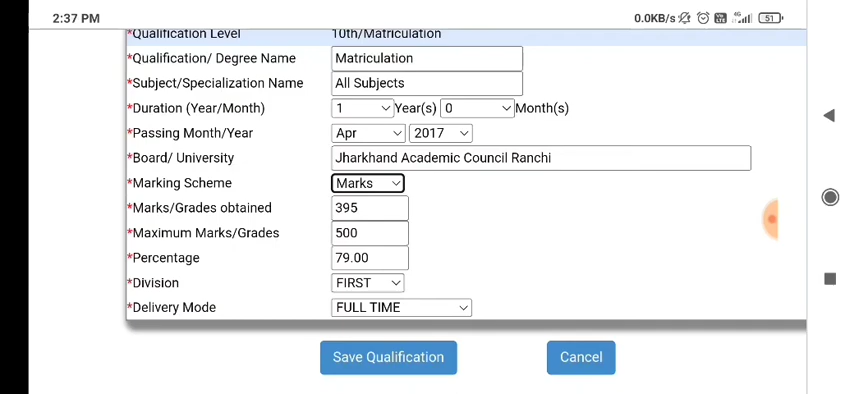 2:37 PM 0.0KB/s 4G 51
*Qualification Level 10th/Matriculation
*Qualification/ Degree Name Matriculation
*Subject/Specialization Name All Subjects
*Duration (Year/Month) 1 Year(s) 0 Month(s)
*Passing Month/Year Apr 2017
*Board/ University Jharkhand Academic Council Ranchi
*Marking Scheme Marks
*Marks/Grades obtained 395
*Maximum Marks/Grades 500
*Percentage 79.00
*Division FIRST
*Delivery Mode FULL TIME
Save Qualification Cancel